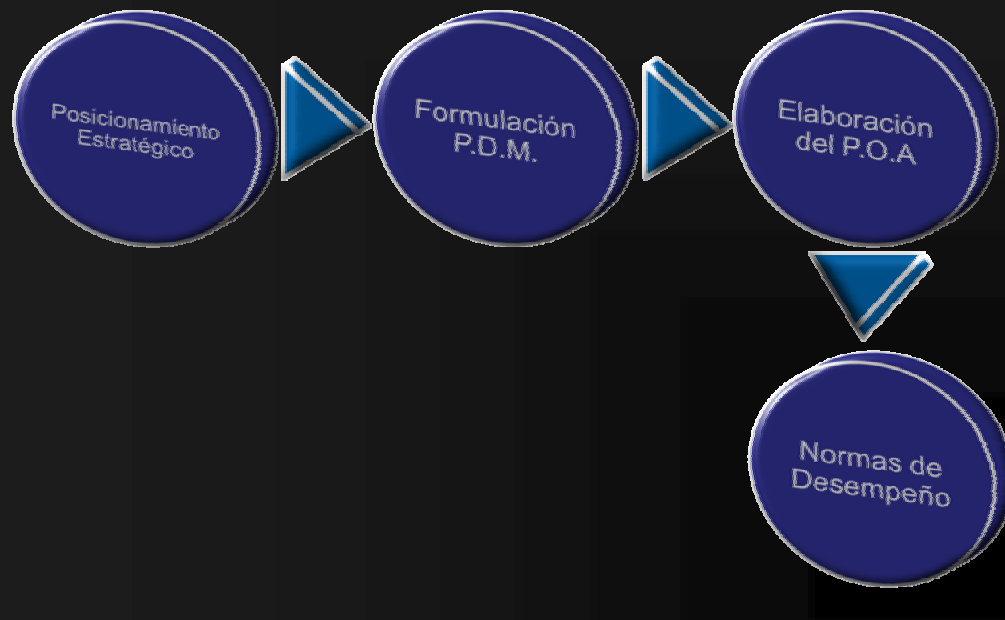 Posicionamiento
Estratégico
Formulación
P.D.M.
Elaboración
del P.O.A
Normas de
Desempeño